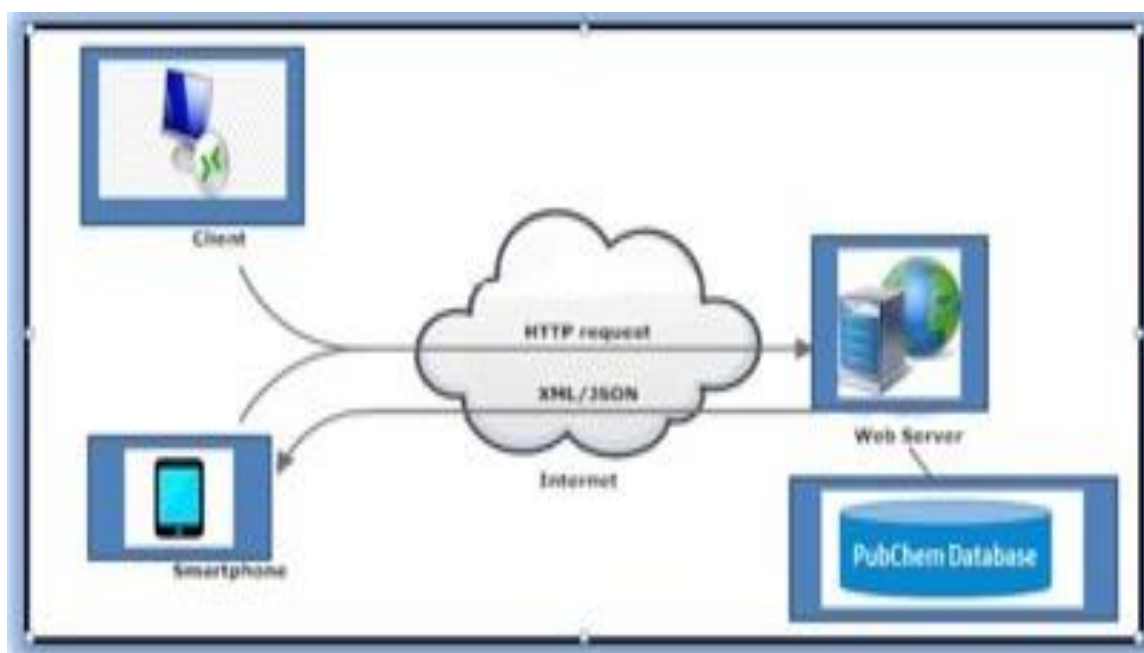 Client
HTTP request
XML/JSON
Internet
Web Server
Smartphone
PubChem Database